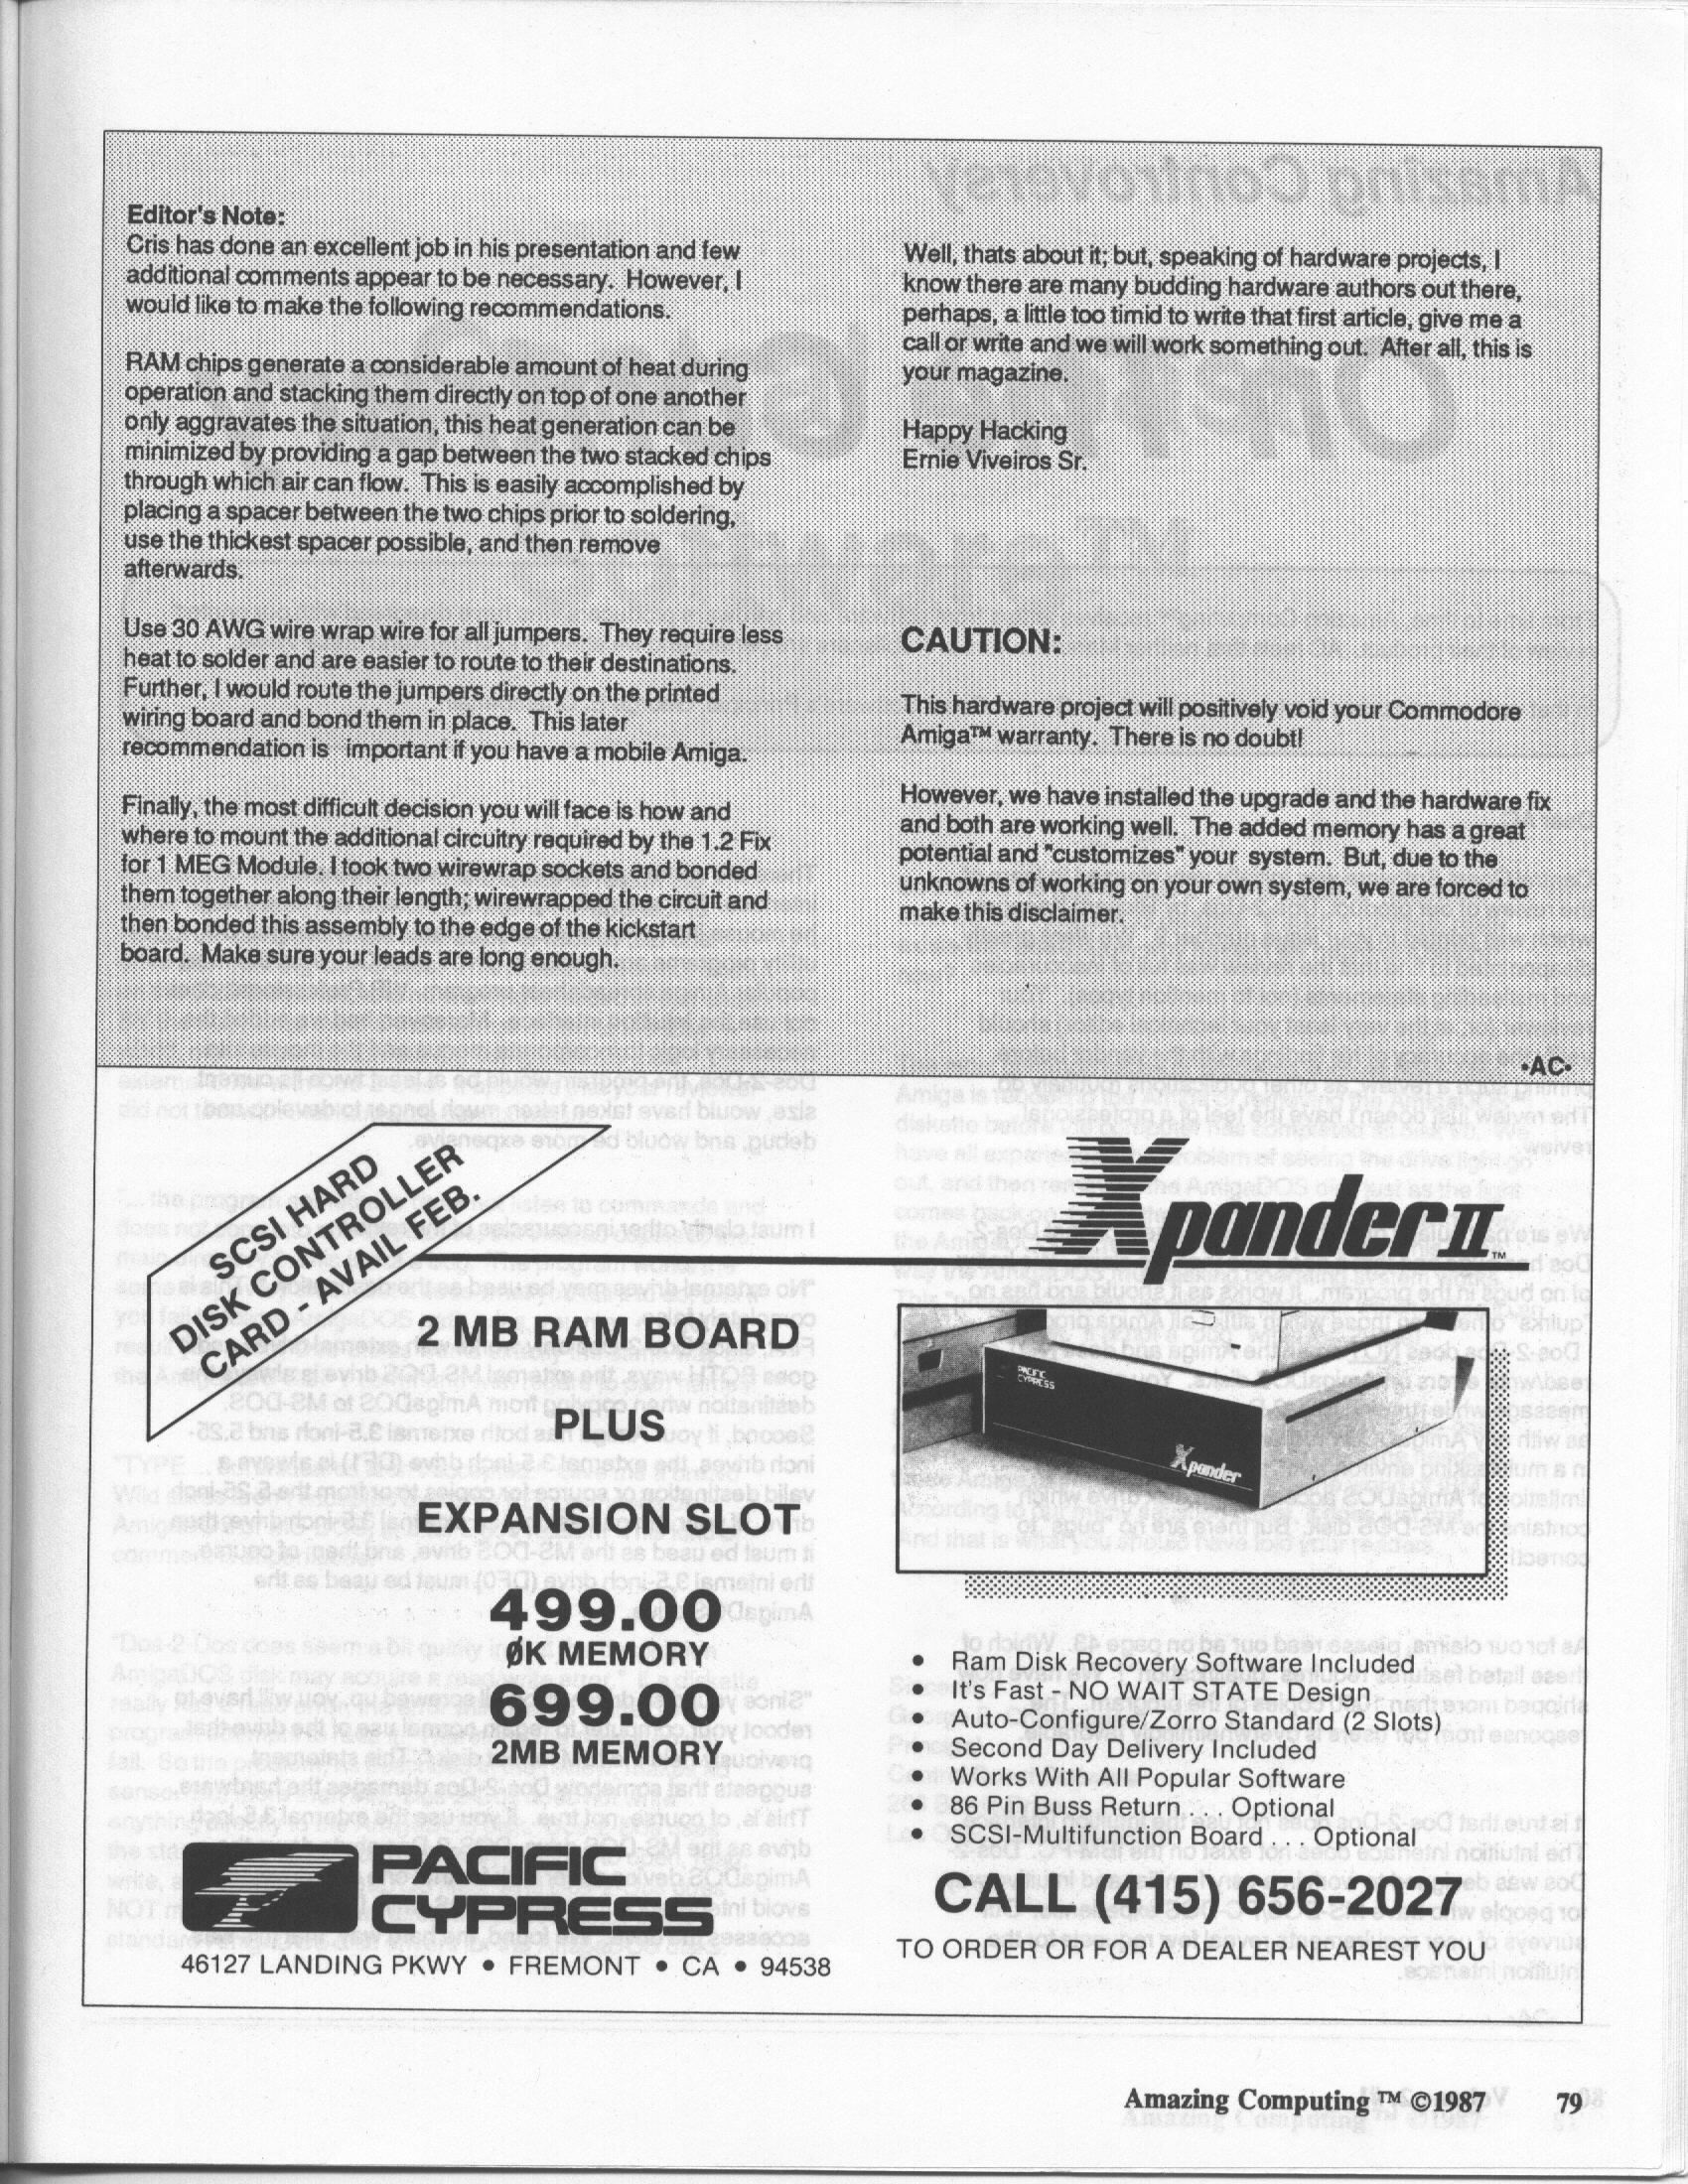 Editor's Note:
Cris has done an excellent job in his presentation and few
additional comments appear to be necessary. However, I
would like to make the following recommendations.
RAM chips generate a considerable amount of heat during
operation and stacking them directly on top of one another
only aggravates the situation, this heat generation can be
minimized by providing a gap between the two stacked chips
through which air can flow. This is easily accomplished by
placing a spacer between the two chips prior to soldering,
use the thickest spacer possible, and then remove
afterwards.
Use 30 AWG wire wrap wire for all jumpers. They require less
heat to solder and are easier to route to their destinations.
Further, I would route the jumpers directly on the printed
wiring board and bond them in place. This later
recommendation is important if you have a mobile Amiga.
Finally, the most difficult decision you will face is how and
where to mount the additional circuitry required by the 1.2 Fix
for 1 MEG Module. I took two wirewrap sockets and bonded
them together along their length; wirewrapped the circuit and
then bonded this assembly to the edge of the kickstart
board. Make sure your leads are long enough.
Well, thats about it; but, speaking of hardware projects, I
know there are many budding hardware authors out there,
perhaps, a little too timid to write that first article, give me a
call or write and we will work something out. After all, this is
your magazine.
Happy Hacking
Ernie Viveiros Sr.
CAUTION:
This hardware project will positively void your Commodore
Amiga™ warranty. There is no doubt!
However, we have installed the upgrade and the hardware fix
and both are working well. The added memory has a great
potential and "customizes" your system. But, due to the
unknowns of working on your own system, we are forced to
make this disclaimer.
•AC•
SCSI HARD
DISK CONTROLLER
CARD - AVAIL FEB.
Xpander II™
2 MB RAM BOARD
PLUS
EXPANSION SLOT
499.00
ØK MEMORY
699.00
2MB MEMORY
PACIFIC
CYPRESS
46127 LANDING PKWY • FREMONT • CA • 94538
PACIFIC
CYPRESS
Xpander
• Ram Disk Recovery Software Included
• It's Fast - NO WAIT STATE Design
• Auto-Configure/Zorro Standard (2 Slots)
• Second Day Delivery Included
• Works With All Popular Software
• 86 Pin Buss Return . . . Optional
• SCSI-Multifunction Board . . . Optional
CALL (415) 656-2027
TO ORDER OR FOR A DEALER NEAREST YOU
Amazing Computing ™ ©1987 79